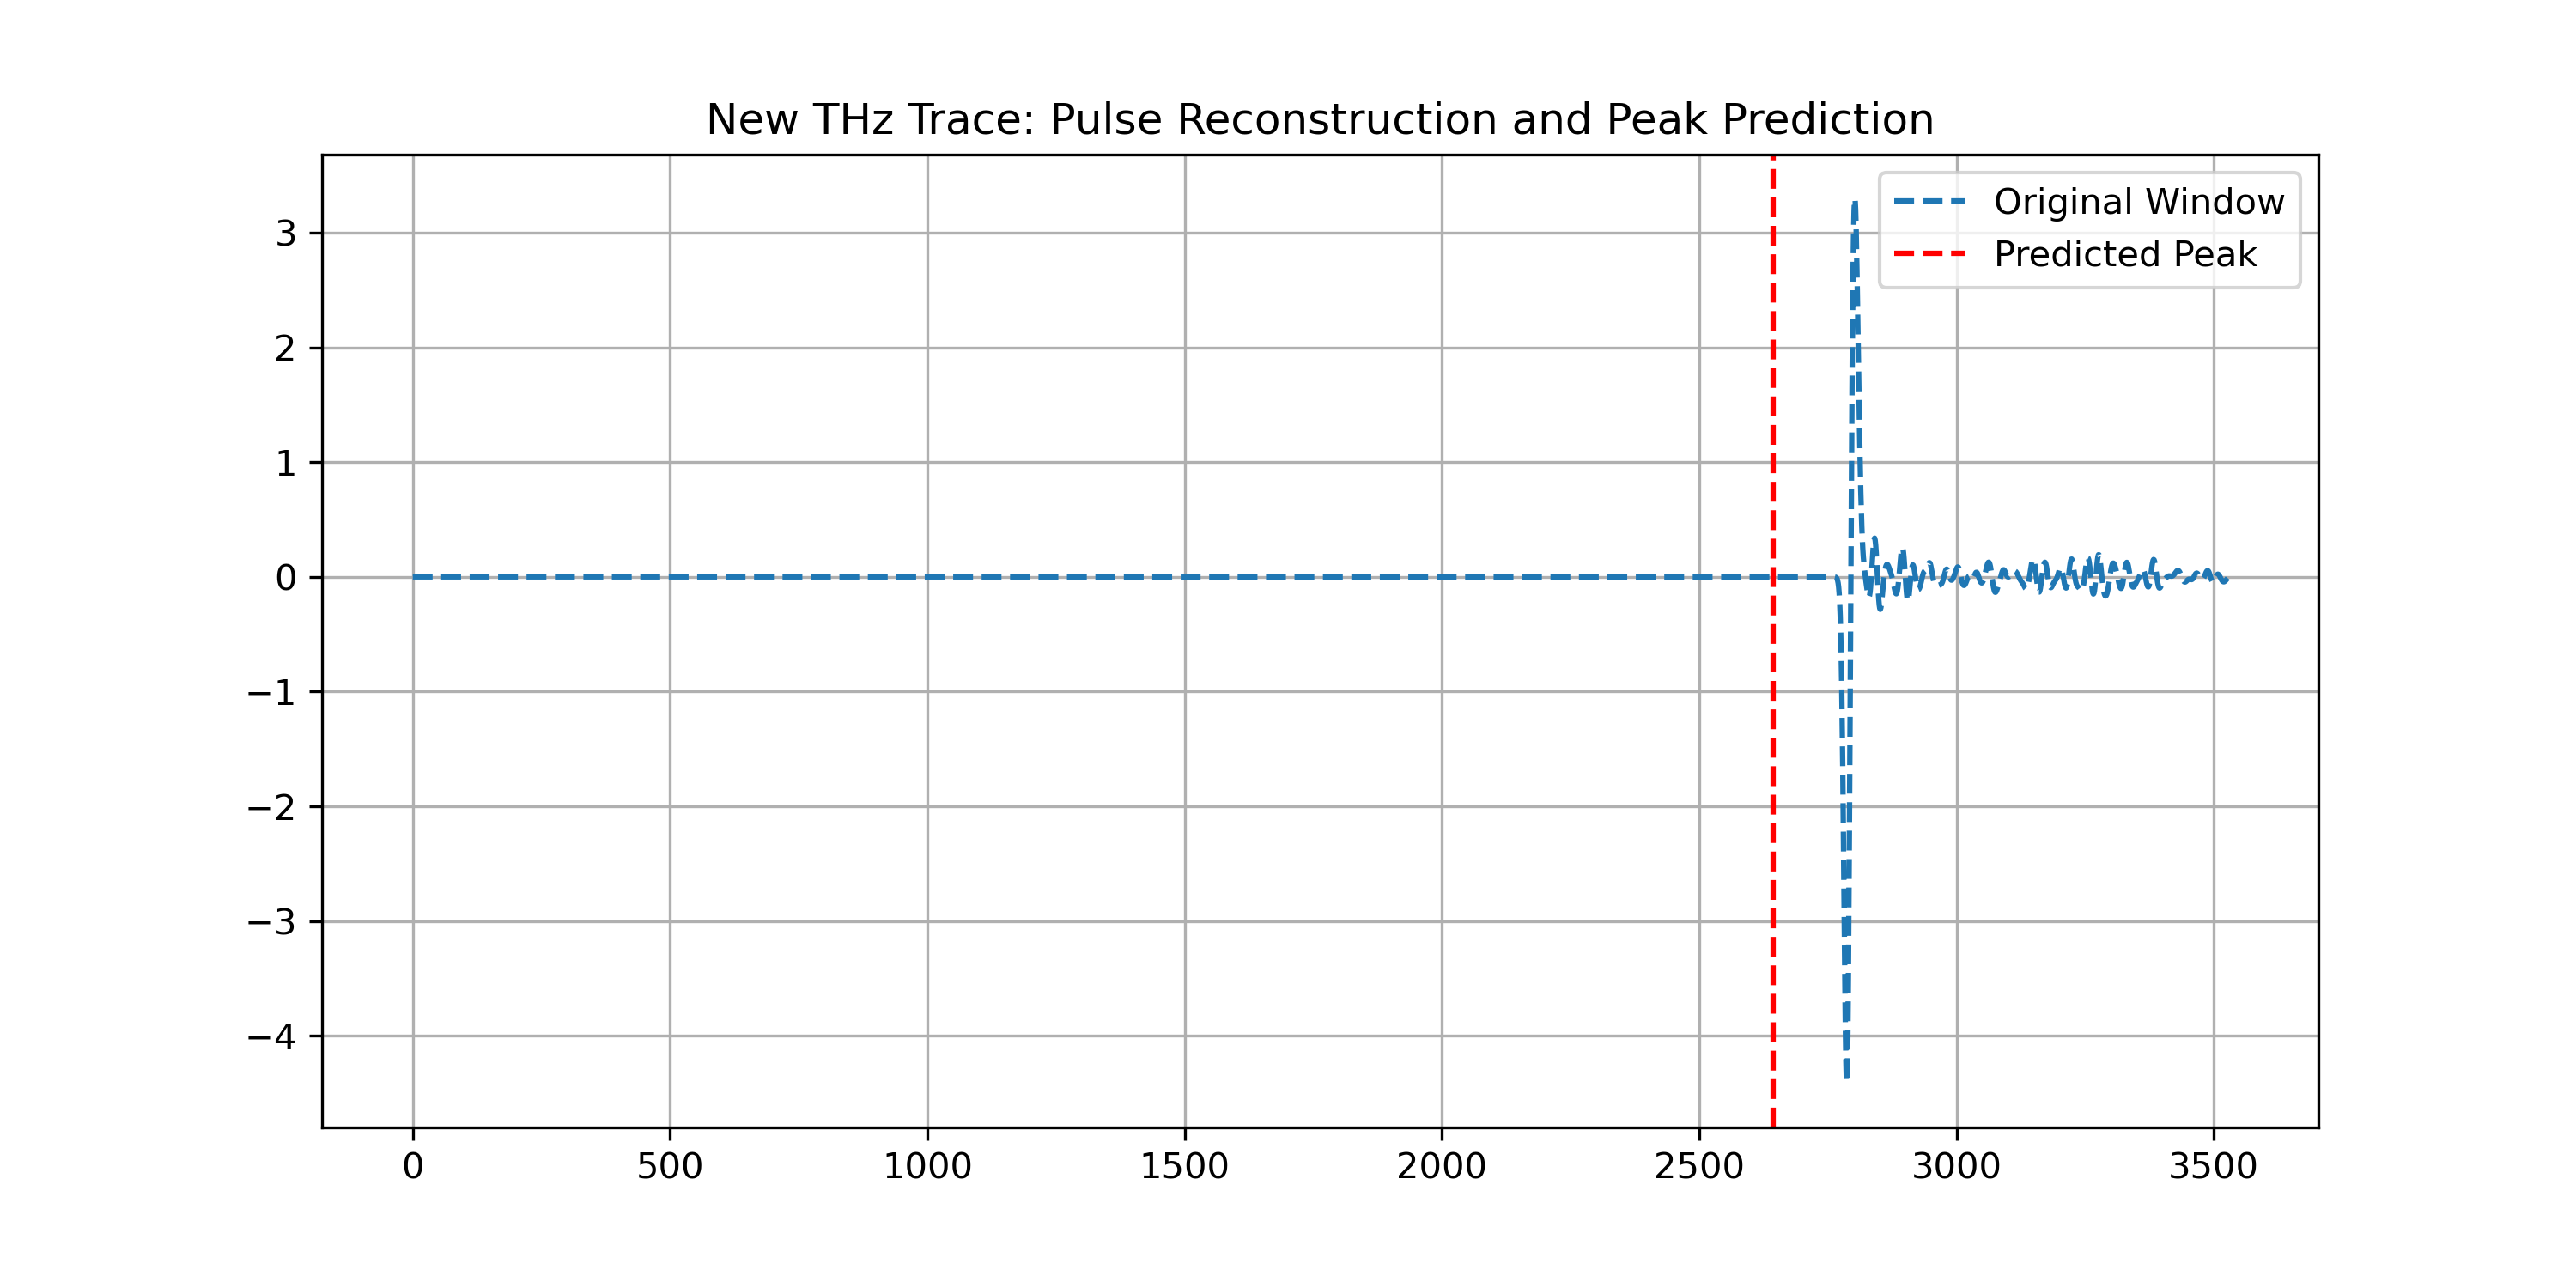 New THz Trace: Pulse Reconstruction and Peak Prediction
Original Window
Predicted Peak
3
2
1
0
−1
−2
−3
−4
0 500 1000 1500 2000 2500 3000 3500